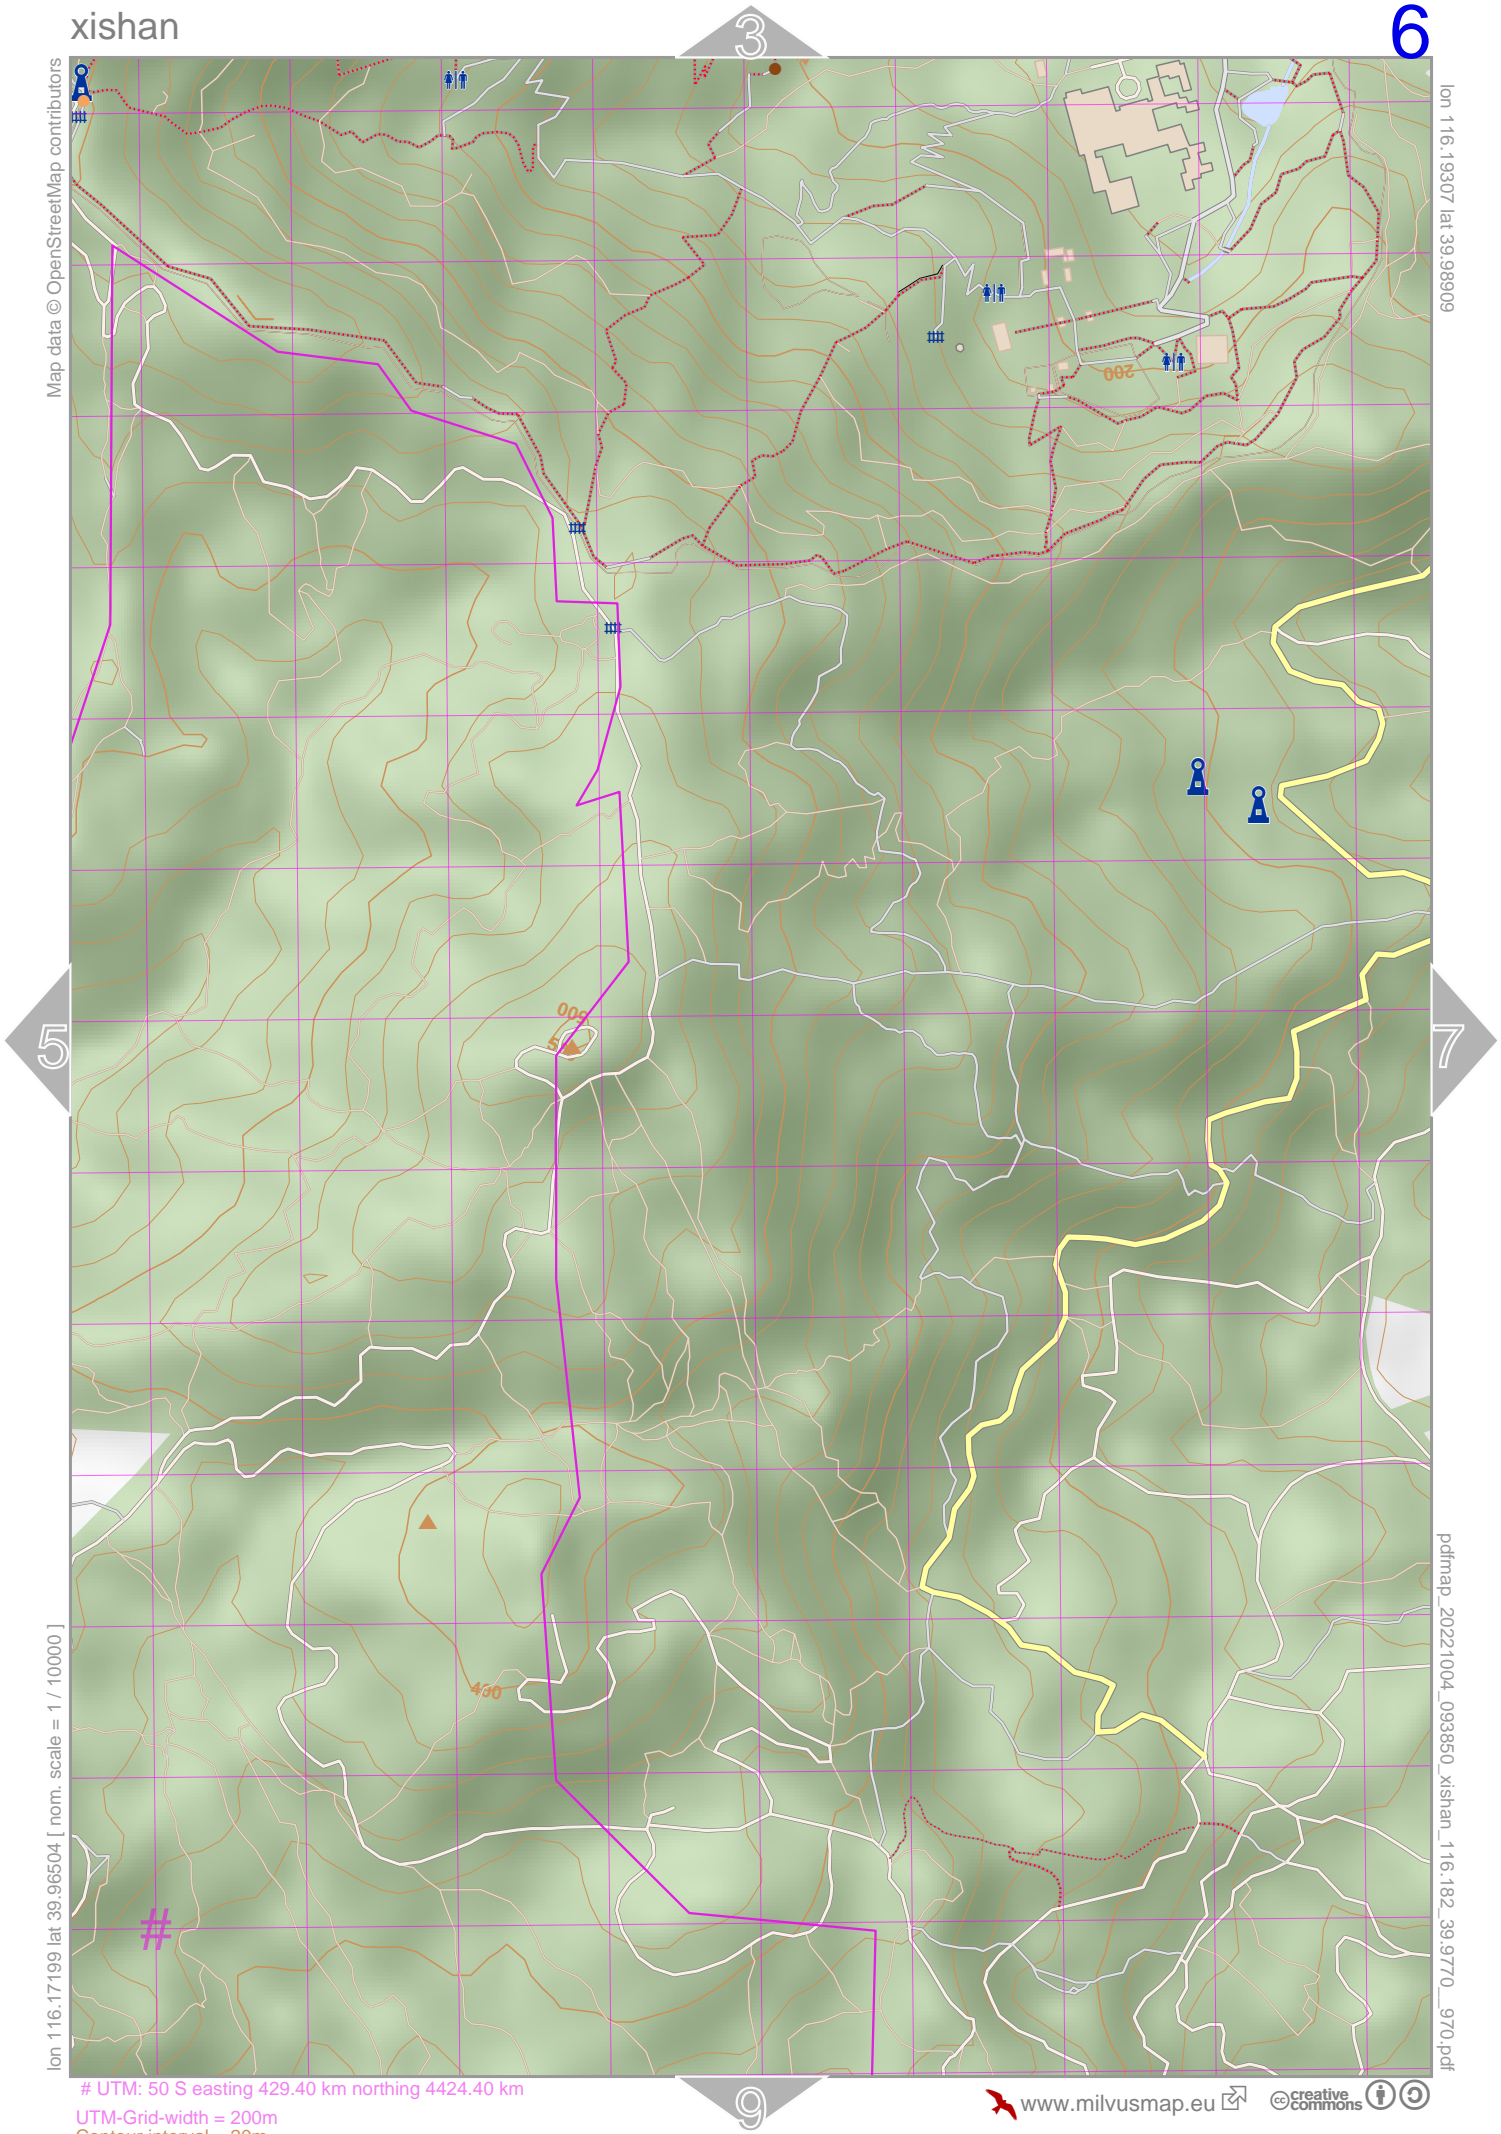 xishan
3
6
Map data © OpenStreetMap contributors
lon 116.19307 lat 39.98909
200
600
5
7
400
lon 116.17199 lat 39.96504 [ nom. scale = 1 / 10000 ]
pdfmap_20221004_093850_xishan_116.182_39.9770__970.pdf
#
# UTM: 50 S easting 429.40 km northing 4424.40 km
UTM-Grid-width = 200m
9
www.milvusmap.eu
cc creative commons